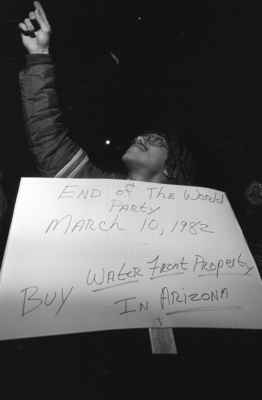 END OF THE WORLD
PARTY
MARCH 10, 1982
BUY WATER FRONT PROPERTY
IN ARIZONA